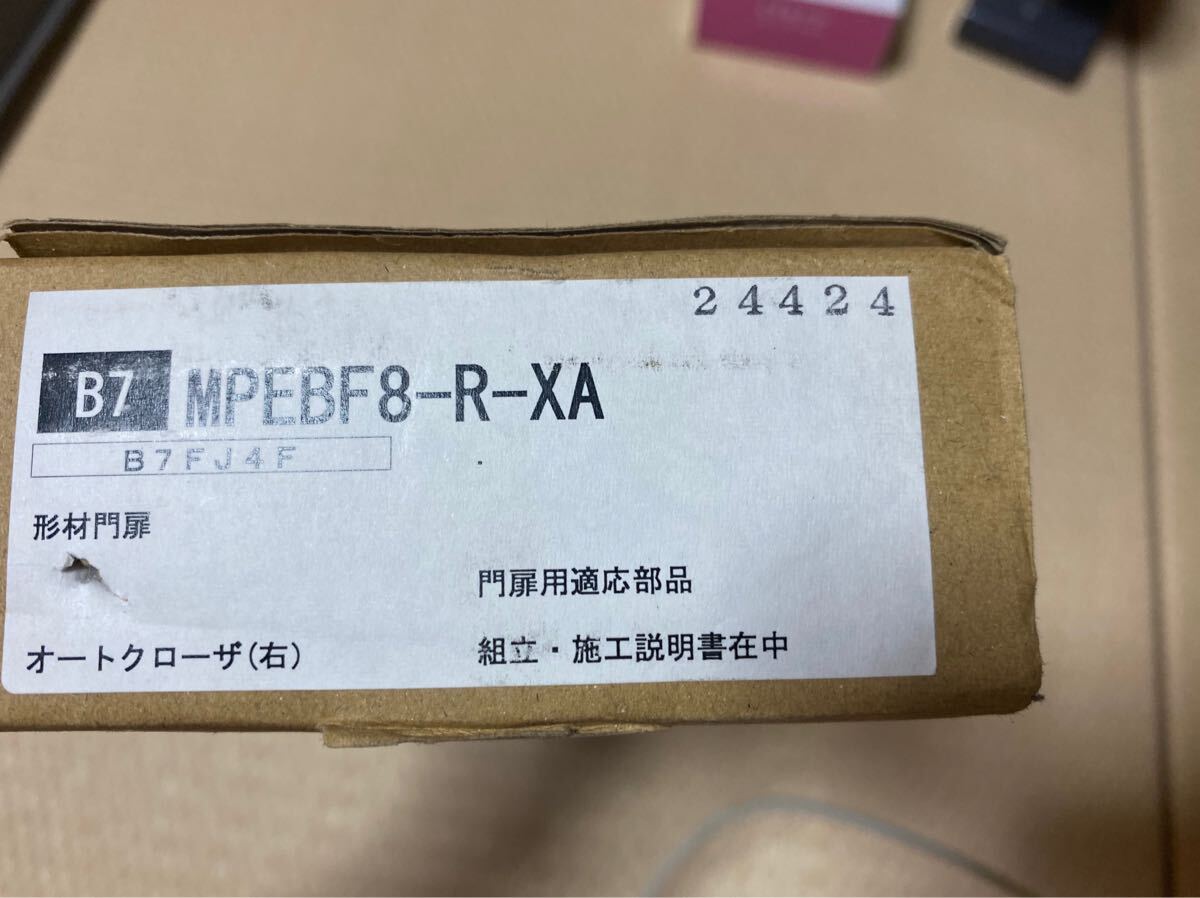 24424
B7 MPEBF8-R-XA
B7FJ4F
形材門扉
門扉用適応部品
オートクローザ(右)
組立・施工説明書在中